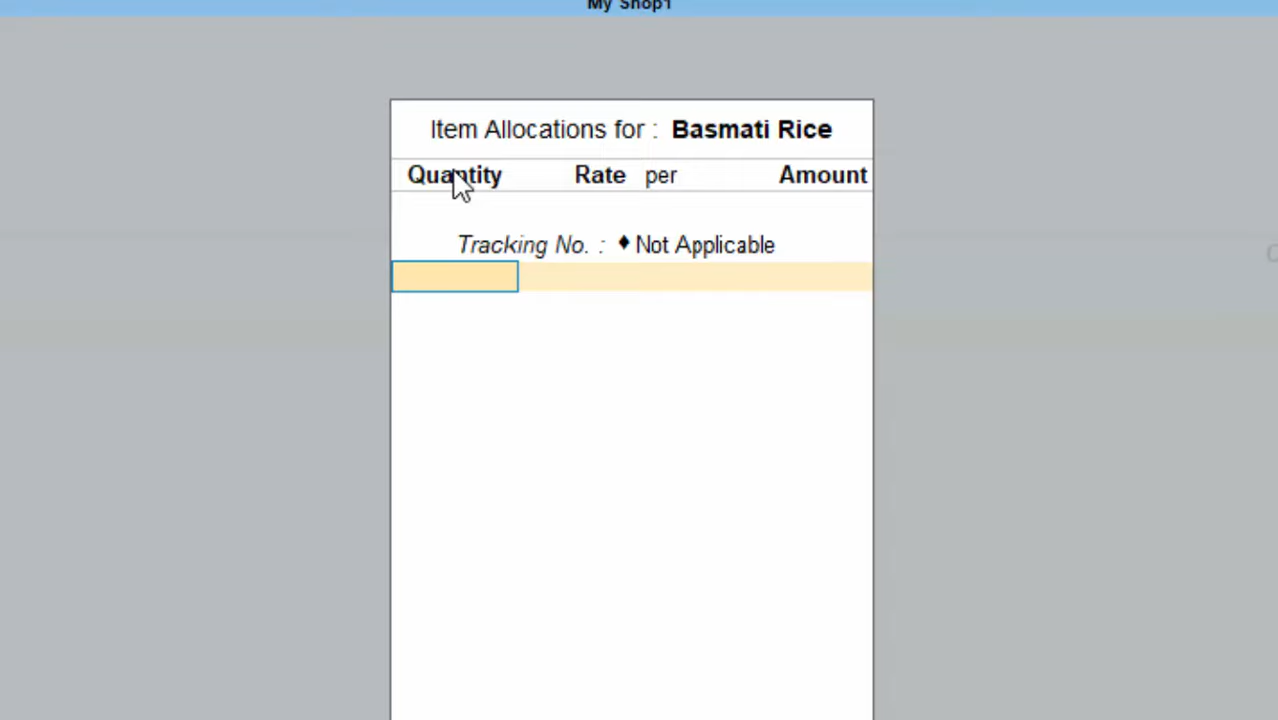 My Shop1
Item Allocations for : Basmati Rice
Quantity Rate per Amount
Tracking No. : ♦ Not Applicable